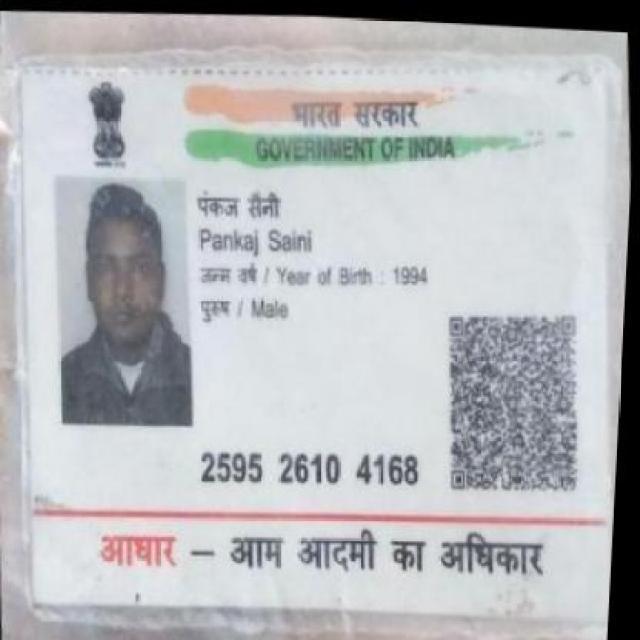 भारत सरकार
GOVERNMENT OF INDIA
पंकज सैनी
Pankaj Saini
जन्म वर्ष / Year of Birth : 1994
पुरुष / Male
2595 2610 4168
आधार – आम आदमी का अधिकार